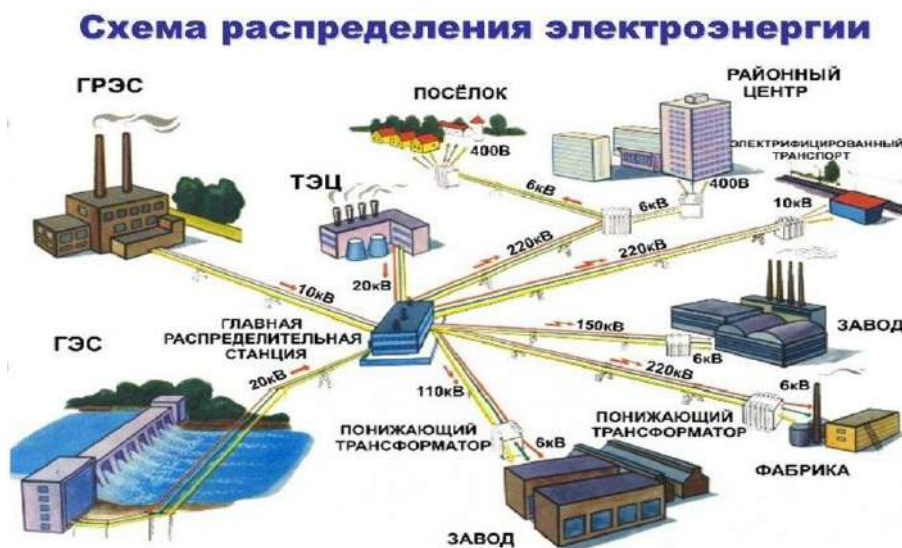 Схема распределения электроэнергии
ГРЭС
ПОСЁЛОК
РАЙОННЫЙ
ЦЕНТР
ЭЛЕКТРИФИЦИРОВАННЫЙ
ТРАНСПОРТ
400В
ТЭЦ
6кВ
6кВ
400В
10кВ
220кВ
220кВ
20кВ
10кВ
ГЛАВНАЯ
РАСПРЕДЕЛИТЕЛЬНАЯ
СТАНЦИЯ
150кВ
6кВ
ЗАВОД
ГЭС
20кВ
110кВ
220кВ
6кВ
ПОНИЖАЮЩИЙ
ТРАНСФОРМАТОР
6кВ
ПОНИЖАЮЩИЙ
ТРАНСФОРМАТОР
ФАБРИКА
ЗАВОД